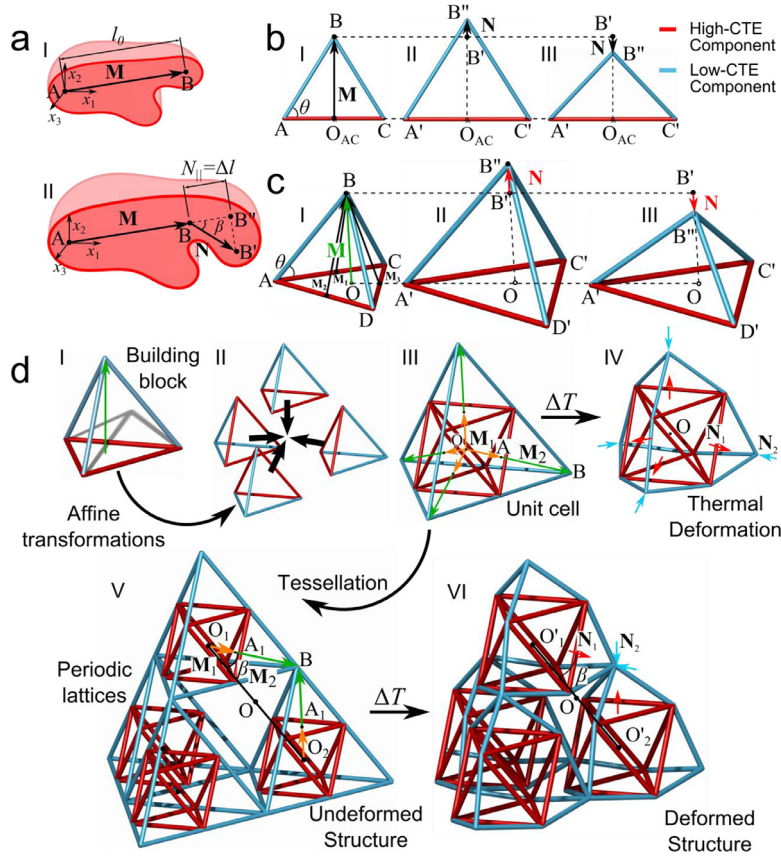 a
I
l₀
M
A
B
x₂
x₁
x₃
II
N||=Δl
M
A
B
B''
β
B'
N
x₂
x₁
x₃
b
I
B
M
A
θ
O_AC
C
II
B''
N
B'
A'
O_AC
C'
III
B'
N
B''
A'
O_AC
C'
High-CTE
Component
Low-CTE
Component
c
I
B
M
A
θ
C
M₂
M₁
M₃
O
D
II
B''
N
B'
C'
A'
O
D'
III
B'
N
B''
C'
A'
O
D'
d
I
Building
block
II
Affine
transformations
III
O
M₁
A
M₂
B
Unit cell
ΔT
IV
O
N₁
N₂
Thermal
Deformation
Tessellation
V
Periodic
lattices
O₁
A₁
M₁
β
M₂
B
O
A₁
O₂
Undeformed
Structure
ΔT
VI
O'₁
N₁
N₂
β
O
O'₂
Deformed
Structure